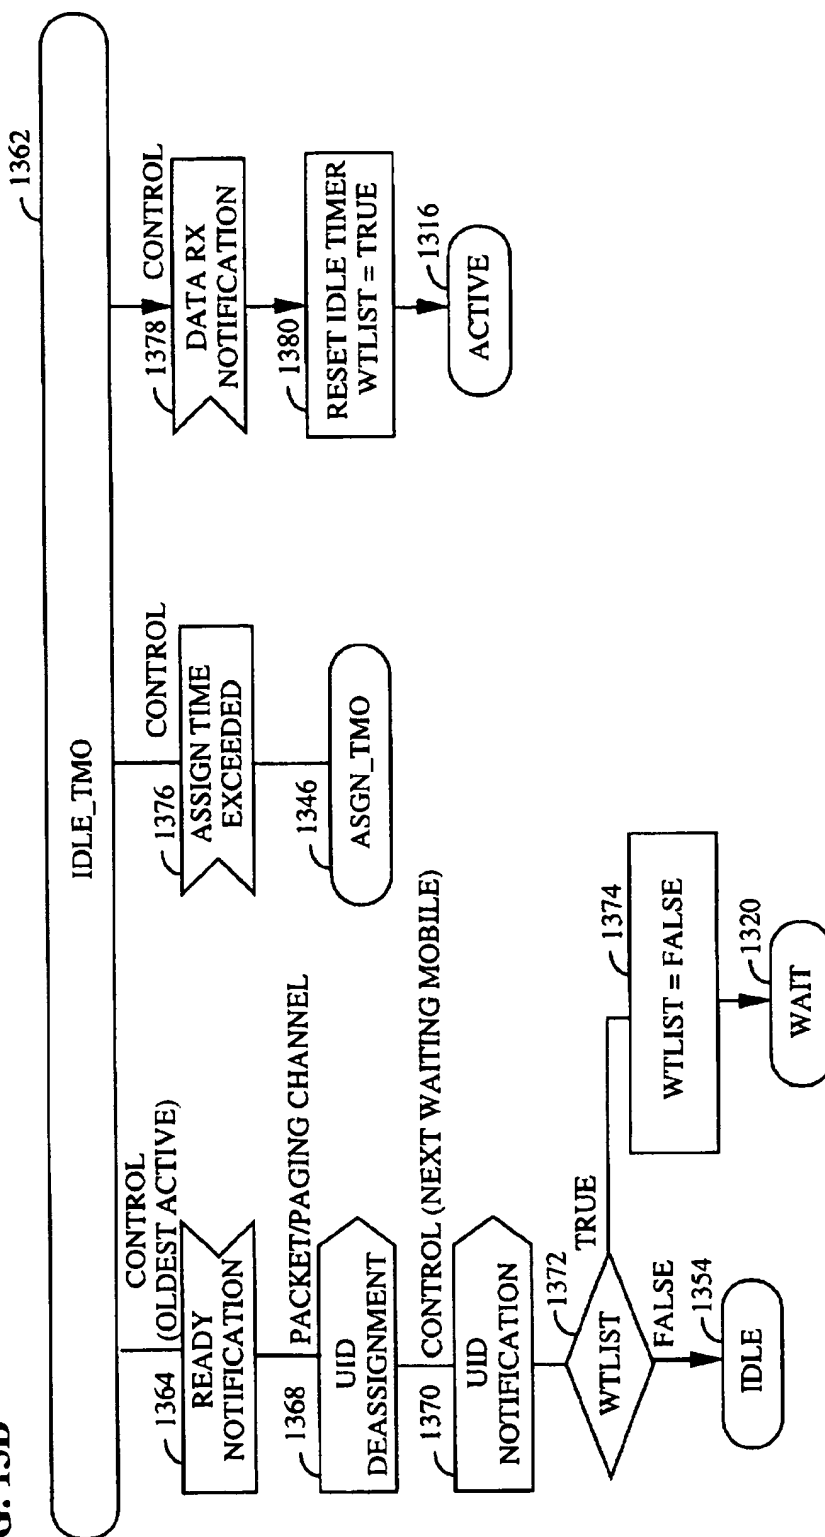 G. 13D
1362
IDLE_TMO
CONTROL
(OLDEST ACTIVE)
1364
READY
NOTIFICATION
PACKET/PAGING CHANNEL
1368
UID
DEASSIGNMENT
CONTROL (NEXT WAITING MOBILE)
1370
UID
NOTIFICATION
1372
WTLIST
TRUE
FALSE
1354
IDLE
1374
WTLIST = FALSE
1320
WAIT
CONTROL
1376
ASSIGN TIME
EXCEEDED
1346
ASGN_TMO
CONTROL
1378
DATA RX
NOTIFICATION
1380
RESET IDLE TIMER
WTLIST = TRUE
1316
ACTIVE